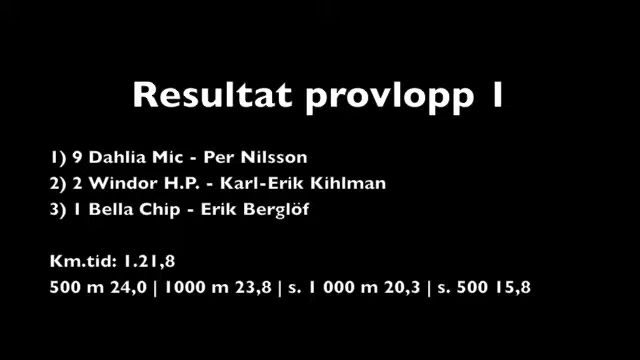 Resultat provlopp 1
1) 9 Dahlia Mic - Per Nilsson
2) 2 Windor H.P. - Karl-Erik Kihlman
3) 1 Bella Chip - Erik Berglöf
Km.tid: 1.21,8
500 m 24,0 | 1000 m 23,8 | s. 1 000 m 20,3 | s. 500 15,8